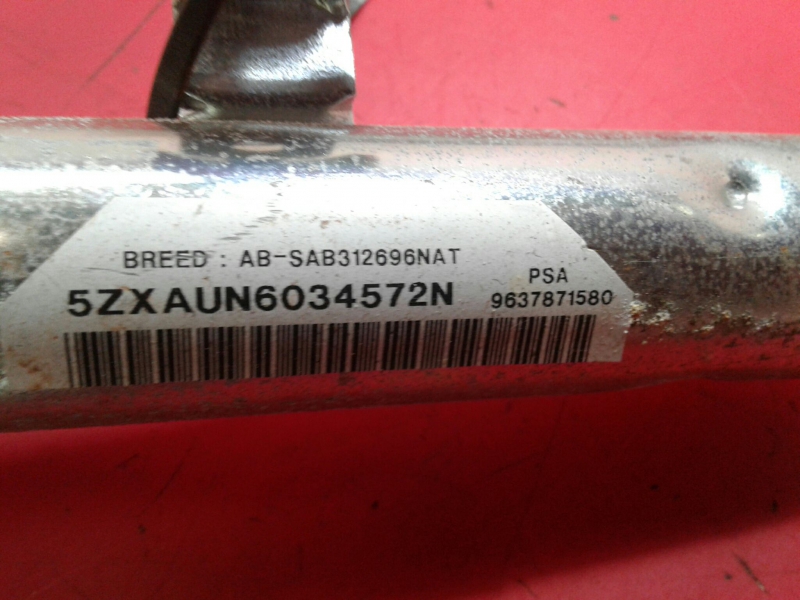 BREED : AB-SAB312696NAT
PSA
5ZXAUN6034572N 9637871580